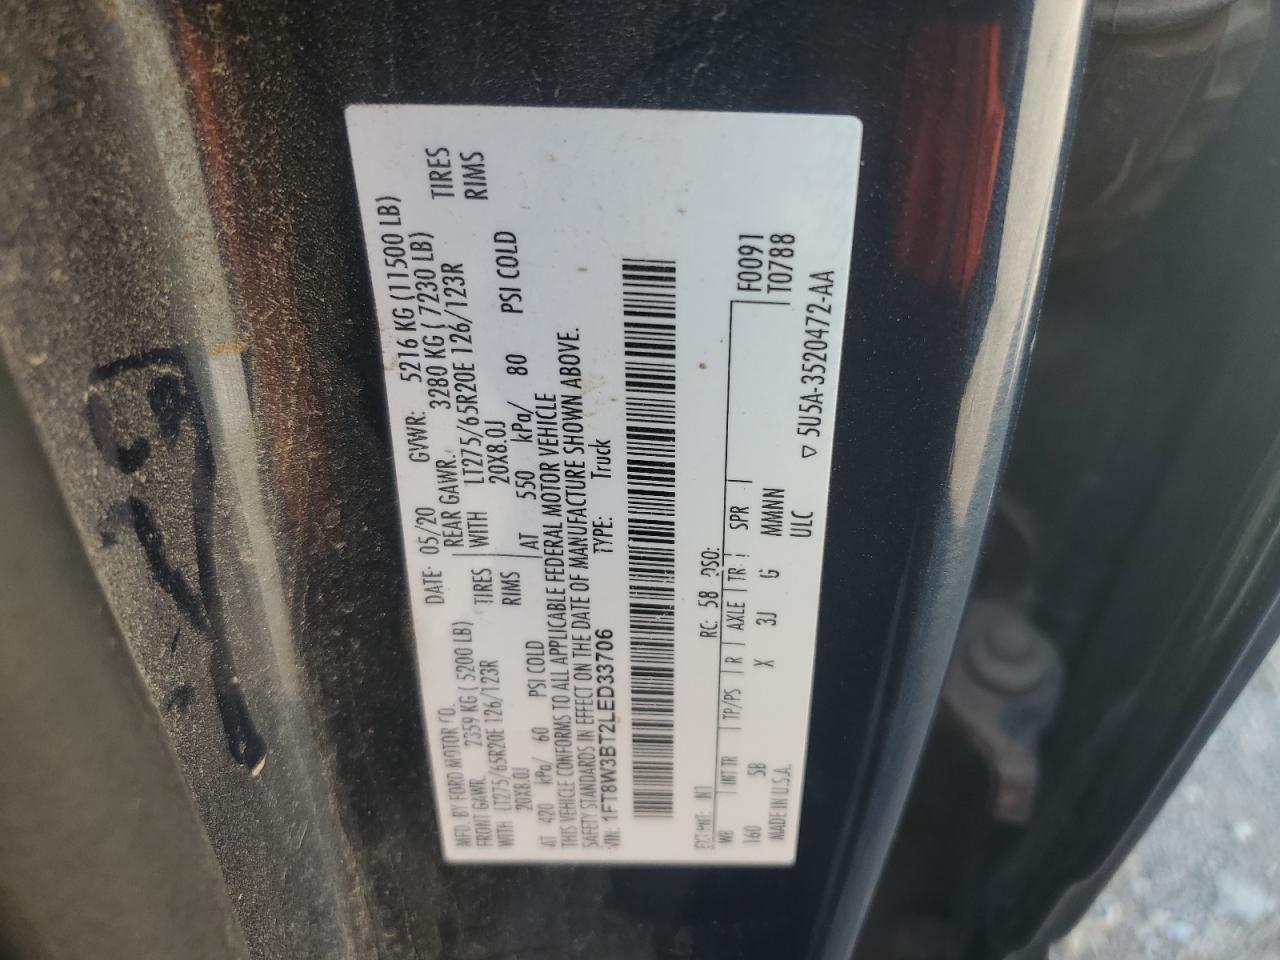 MFD. BY FORD MOTOR CO.
DATE: 05/20 GVWR: 5216 KG (11500 LB)
FRONT GAWR: 2359 KG ( 5200 LB) REAR GAWR: 3280 KG ( 7230 LB)
WITH LT275/65R20E 126/123R TIRES WITH LT275/65R20E 126/123R TIRES
20X8.0J RIMS 20X8.0J RIMS
AT 420 kPa/ 60 PSI COLD AT 550 kPa/ 80 PSI COLD
THIS VEHICLE CONFORMS TO ALL APPLICABLE FEDERAL MOTOR VEHICLE
SAFETY STANDARDS IN EFFECT ON THE DATE OF MANUFACTURE SHOWN ABOVE.
VIN: 1FT8W3BT2LED33706 TYPE: Truck
F0091
T0788
EXT PNT: N1 RC: 58 DSO:
WB INT TR TP/PS R AXLE TR SPR
160 5B X 3J G MMNN
MADE IN U.S.A. ULC
▽ 5U5A-3520472-AA